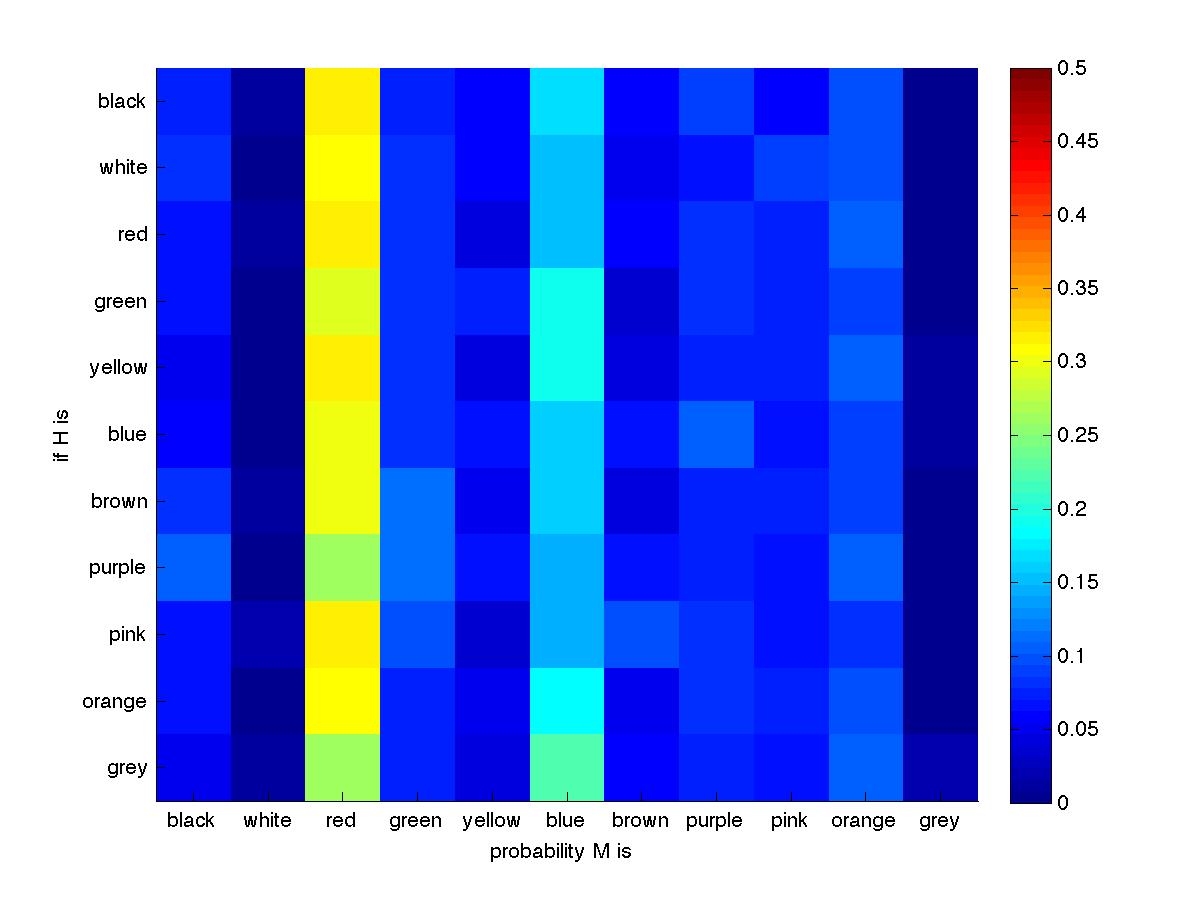 black
white
red
green
yellow
blue
brown
purple
pink
orange
grey
if H is
black white red green yellow blue brown purple pink orange grey
probability M is
0.5
0.45
0.4
0.35
0.3
0.25
0.2
0.15
0.1
0.05
0